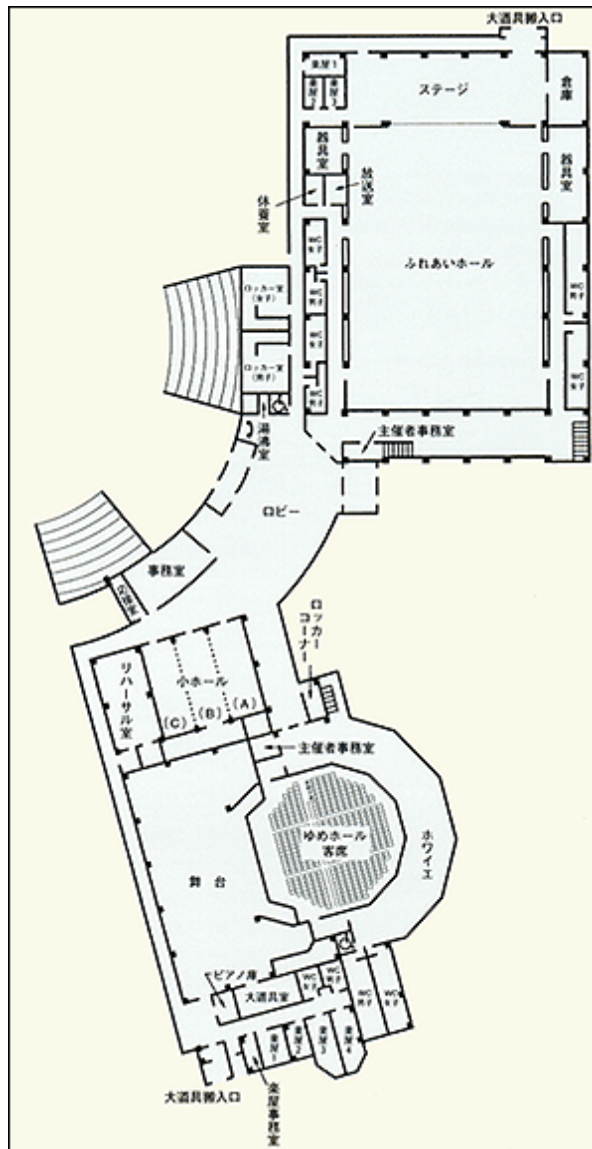 大道具搬入口
楽屋1
楽屋2
楽屋3
ステージ
倉庫
器具室
器具室
休養室
放送室
WC女子
ふれあいホール
ロッカー室
(女子)
WC男子
WC男子
ロッカー室
(男子)
WC女子
WC女子
WC男子
湯沸室
主催者事務室
ロビー
事務室
応接室
ロッカーコーナー
リハーサル室
小ホール
(C)
(B)
(A)
主催者事務室
ゆめホール
客席
ホワイエ
舞台
ピアノ庫
大道具室
WC女子
WC男子
WC男子
WC女子
楽屋1
楽屋2
楽屋3
楽屋4
大道具搬入口
楽屋事務室